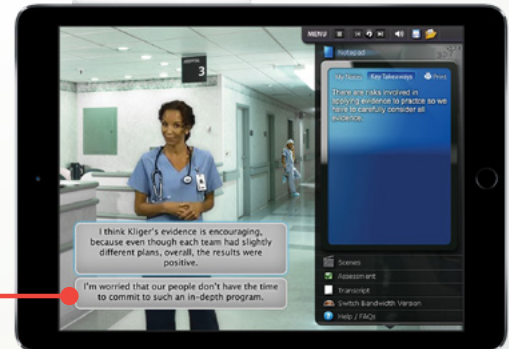 MENU
HOSPITAL
3
Notepad
My Notes Key Takeaways Print
There are risks involved in
applying evidence to practice so we
have to carefully consider all
evidence.
I think Kliger's evidence is encouraging,
because even though each team had slightly
different plans, overall, the results were
positive.
I'm worried that our people don't have the time
to commit to such an in-depth program.
Scenes
Assessment
Transcript
Switch Bandwidth Version
Help / FAQs